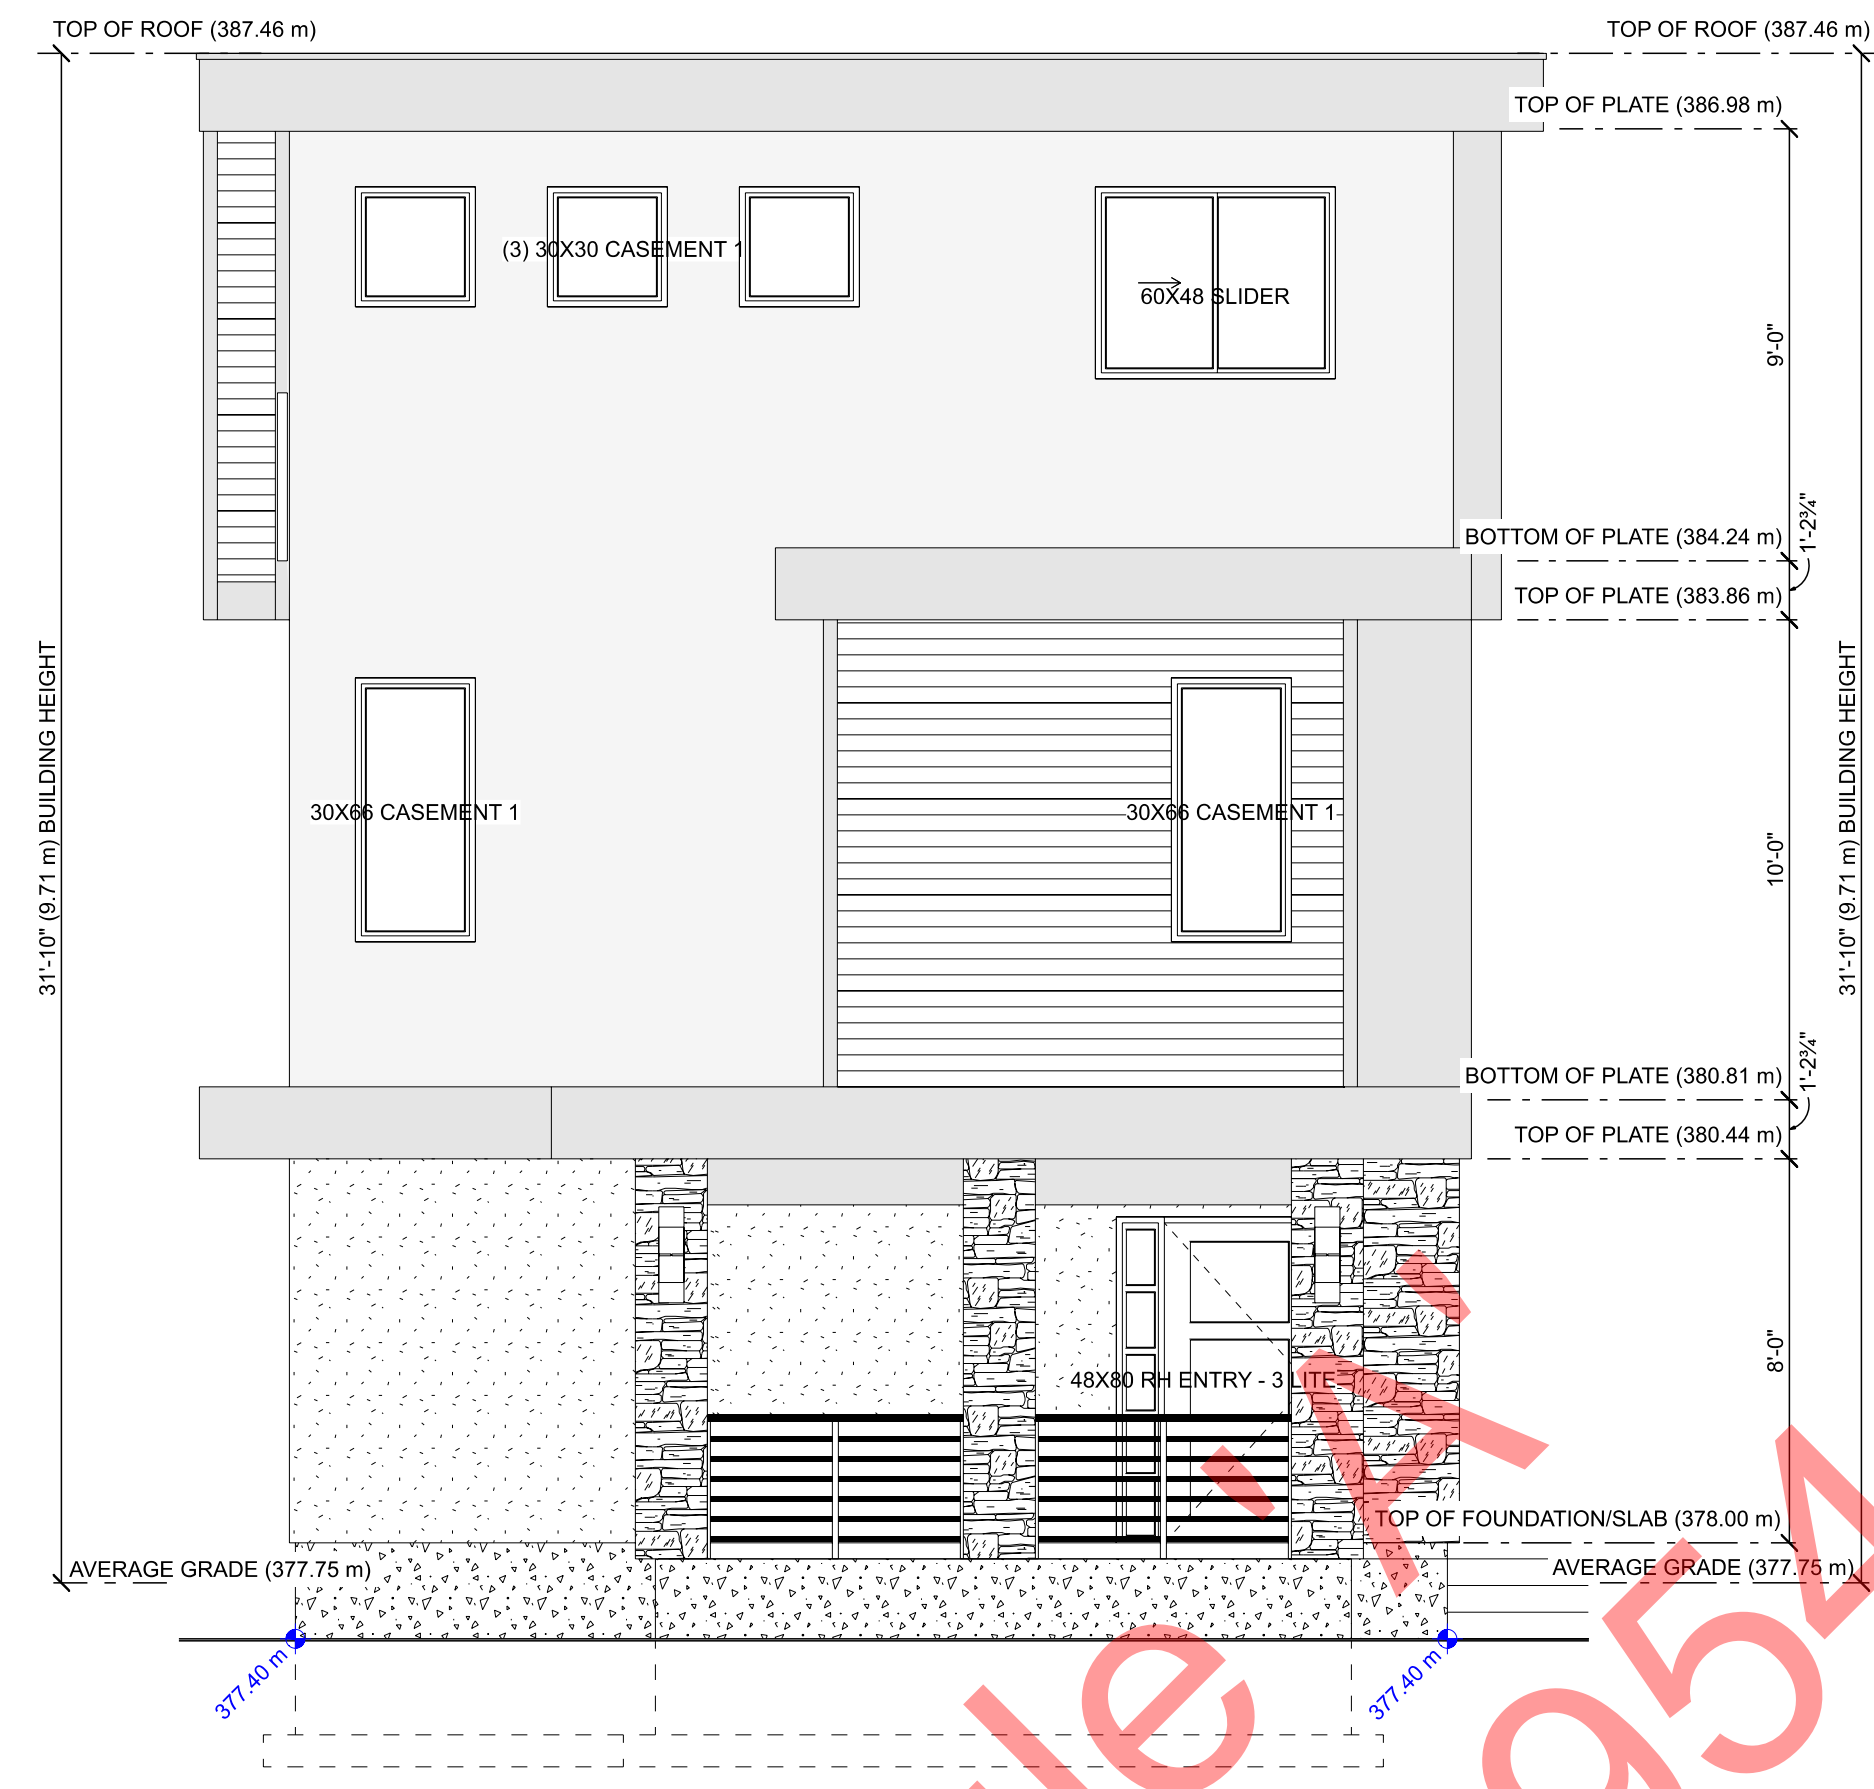 TOP OF ROOF (387.46 m)
TOP OF ROOF (387.46 m)
TOP OF PLATE (386.98 m)
(3) 30X30 CASEMENT 1
60X48 SLIDER
9'-0"
1'-2¾"
BOTTOM OF PLATE (384.24 m)
TOP OF PLATE (383.86 m)
31'-10" (9.71 m) BUILDING HEIGHT
31'-10" (9.71 m) BUILDING HEIGHT
30X66 CASEMENT 1
30X66 CASEMENT 1
10'-0"
1'-2¾"
BOTTOM OF PLATE (380.81 m)
TOP OF PLATE (380.44 m)
8'-0"
48X80 RH ENTRY - 3 LITE
TOP OF FOUNDATION/SLAB (378.00 m)
AVERAGE GRADE (377.75 m)
AVERAGE GRADE (377.75 m)
377.40 m
377.40 m
'A'
954